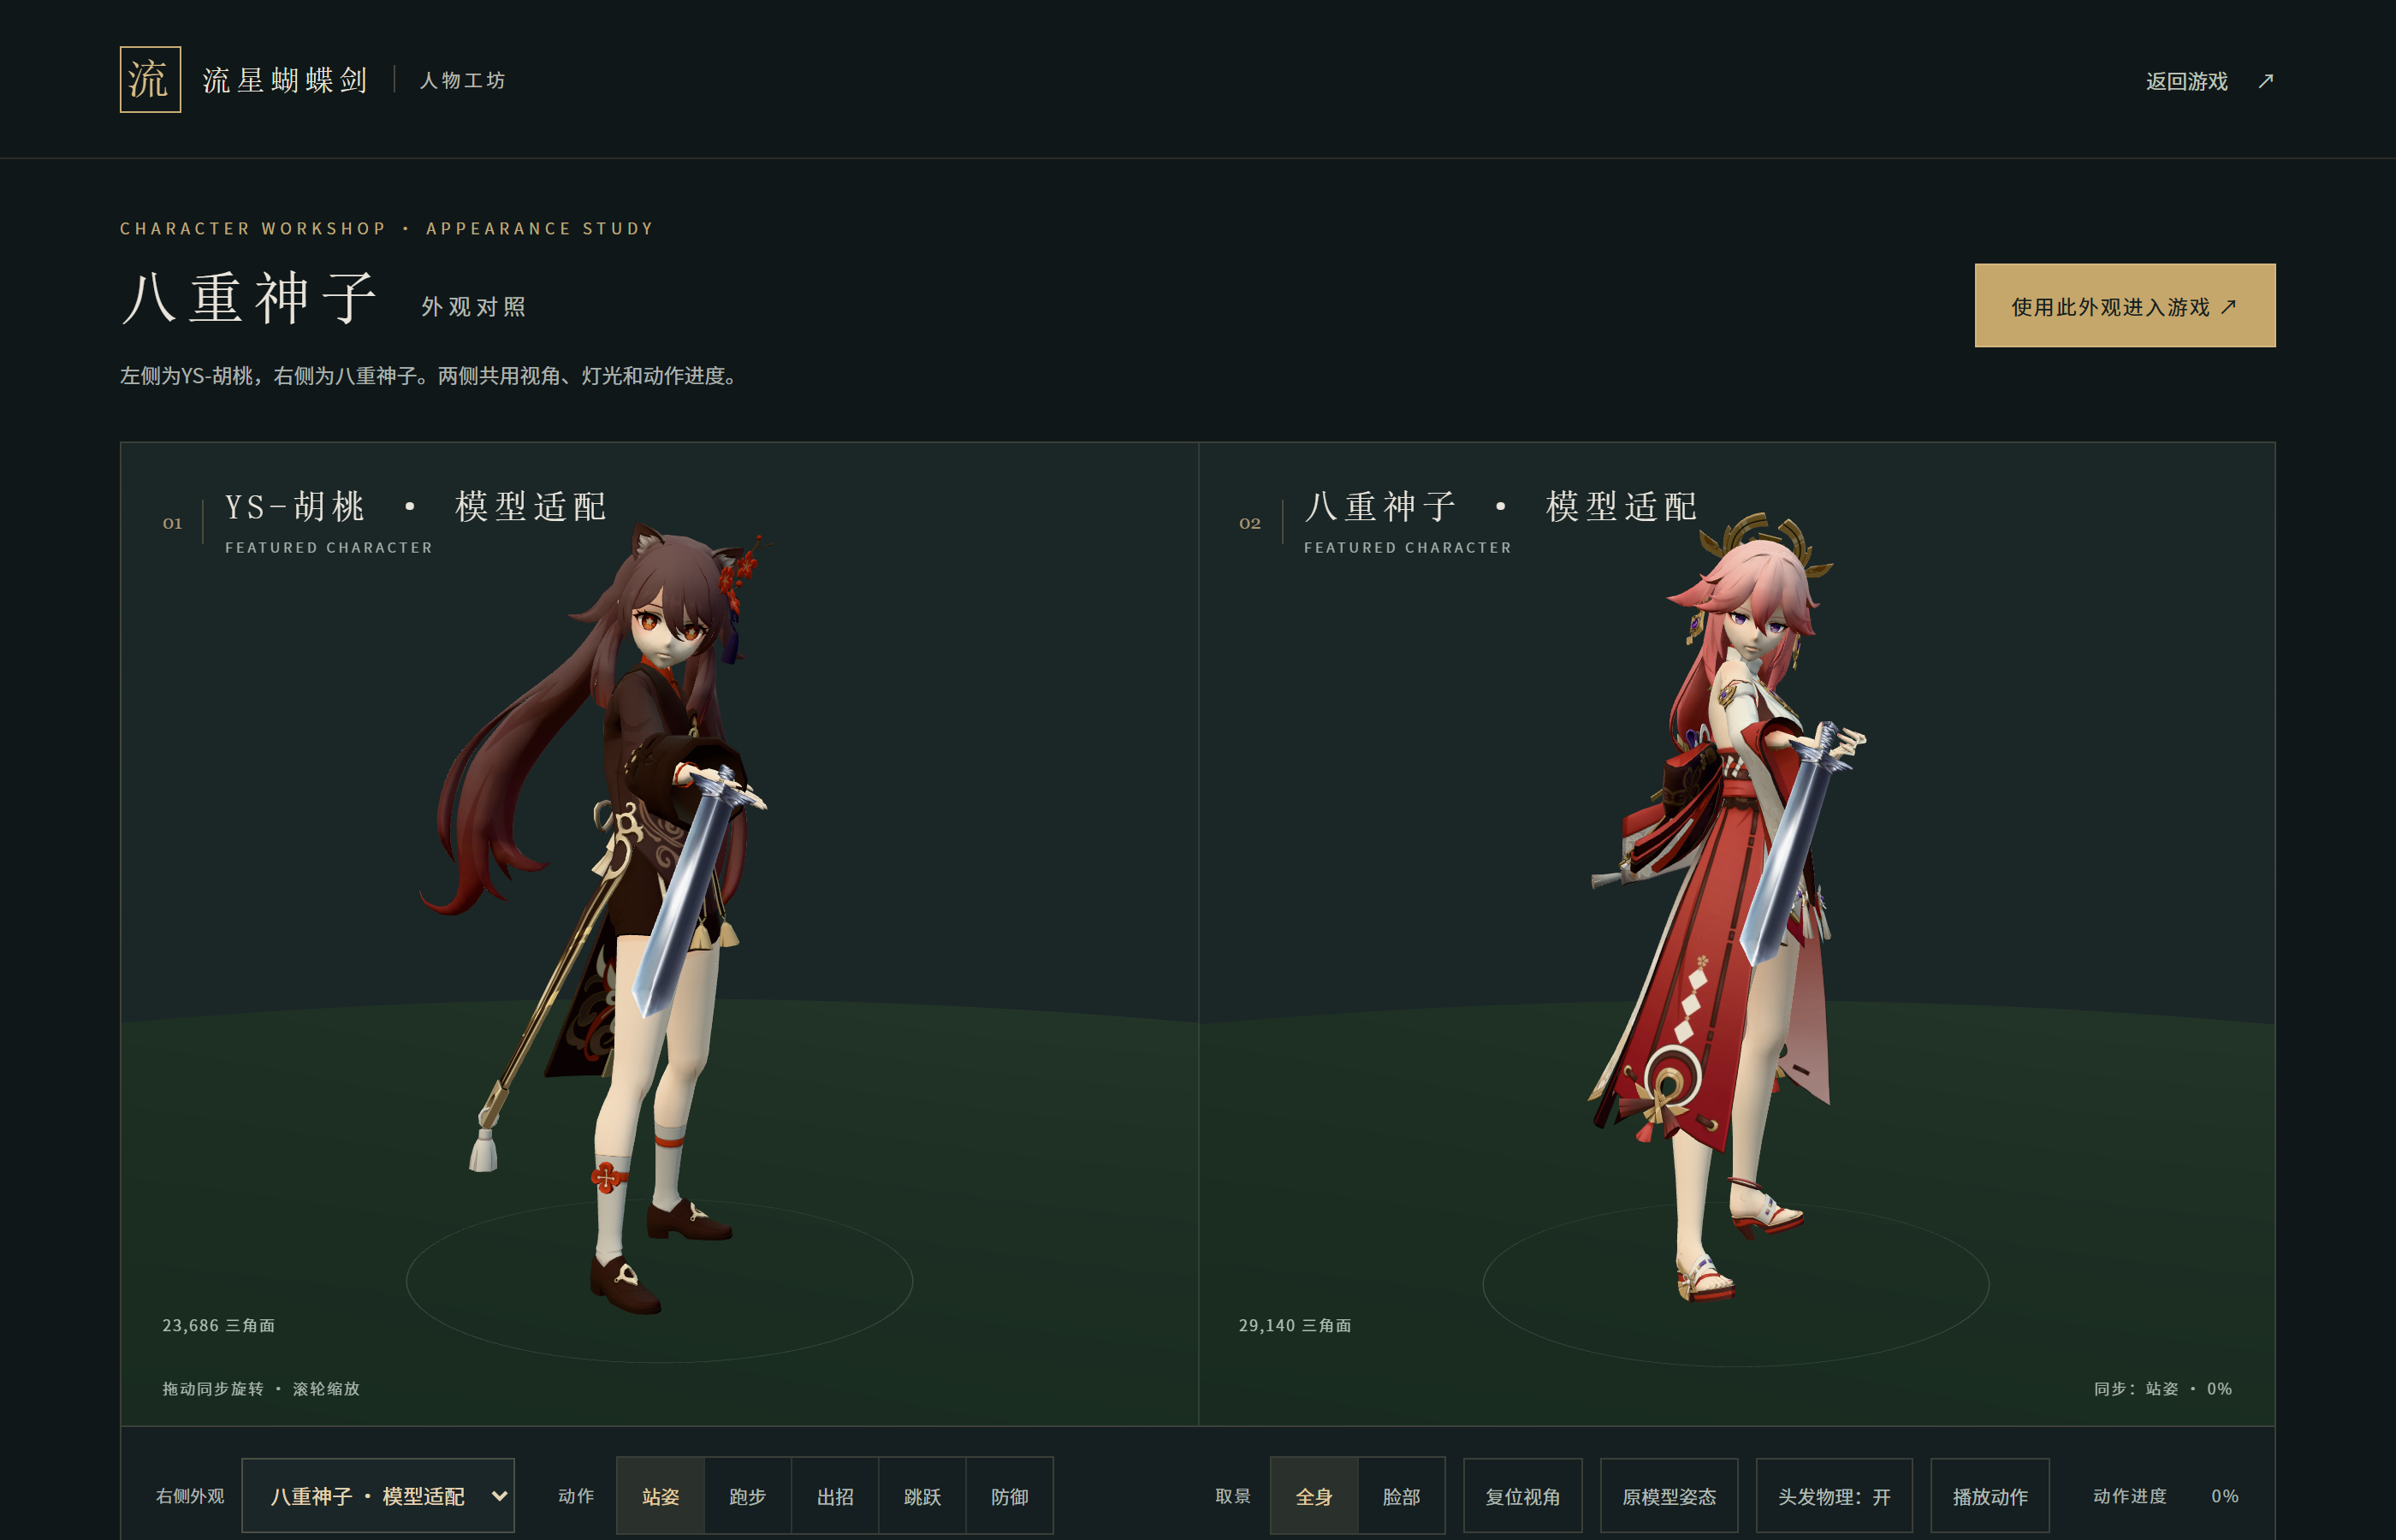 流 流星蝴蝶剑 人物工坊 返回游戏 ↗
CHARACTER WORKSHOP · APPEARANCE STUDY
八重神子 外观对照
使用此外观进入游戏 ↗
左侧为YS-胡桃，右侧为八重神子。两侧共用视角、灯光和动作进度。
01 YS-胡桃 · 模型适配
FEATURED CHARACTER
02 八重神子 · 模型适配
FEATURED CHARACTER
23,686 三角面
29,140 三角面
拖动同步旋转 · 滚轮缩放
同步：站姿 · 0%
右侧外观 八重神子 · 模型适配 动作 站姿 跑步 出招 跳跃 防御 取景 全身 脸部 复位视角 原模型姿态 头发物理：开 播放动作 动作进度 0%